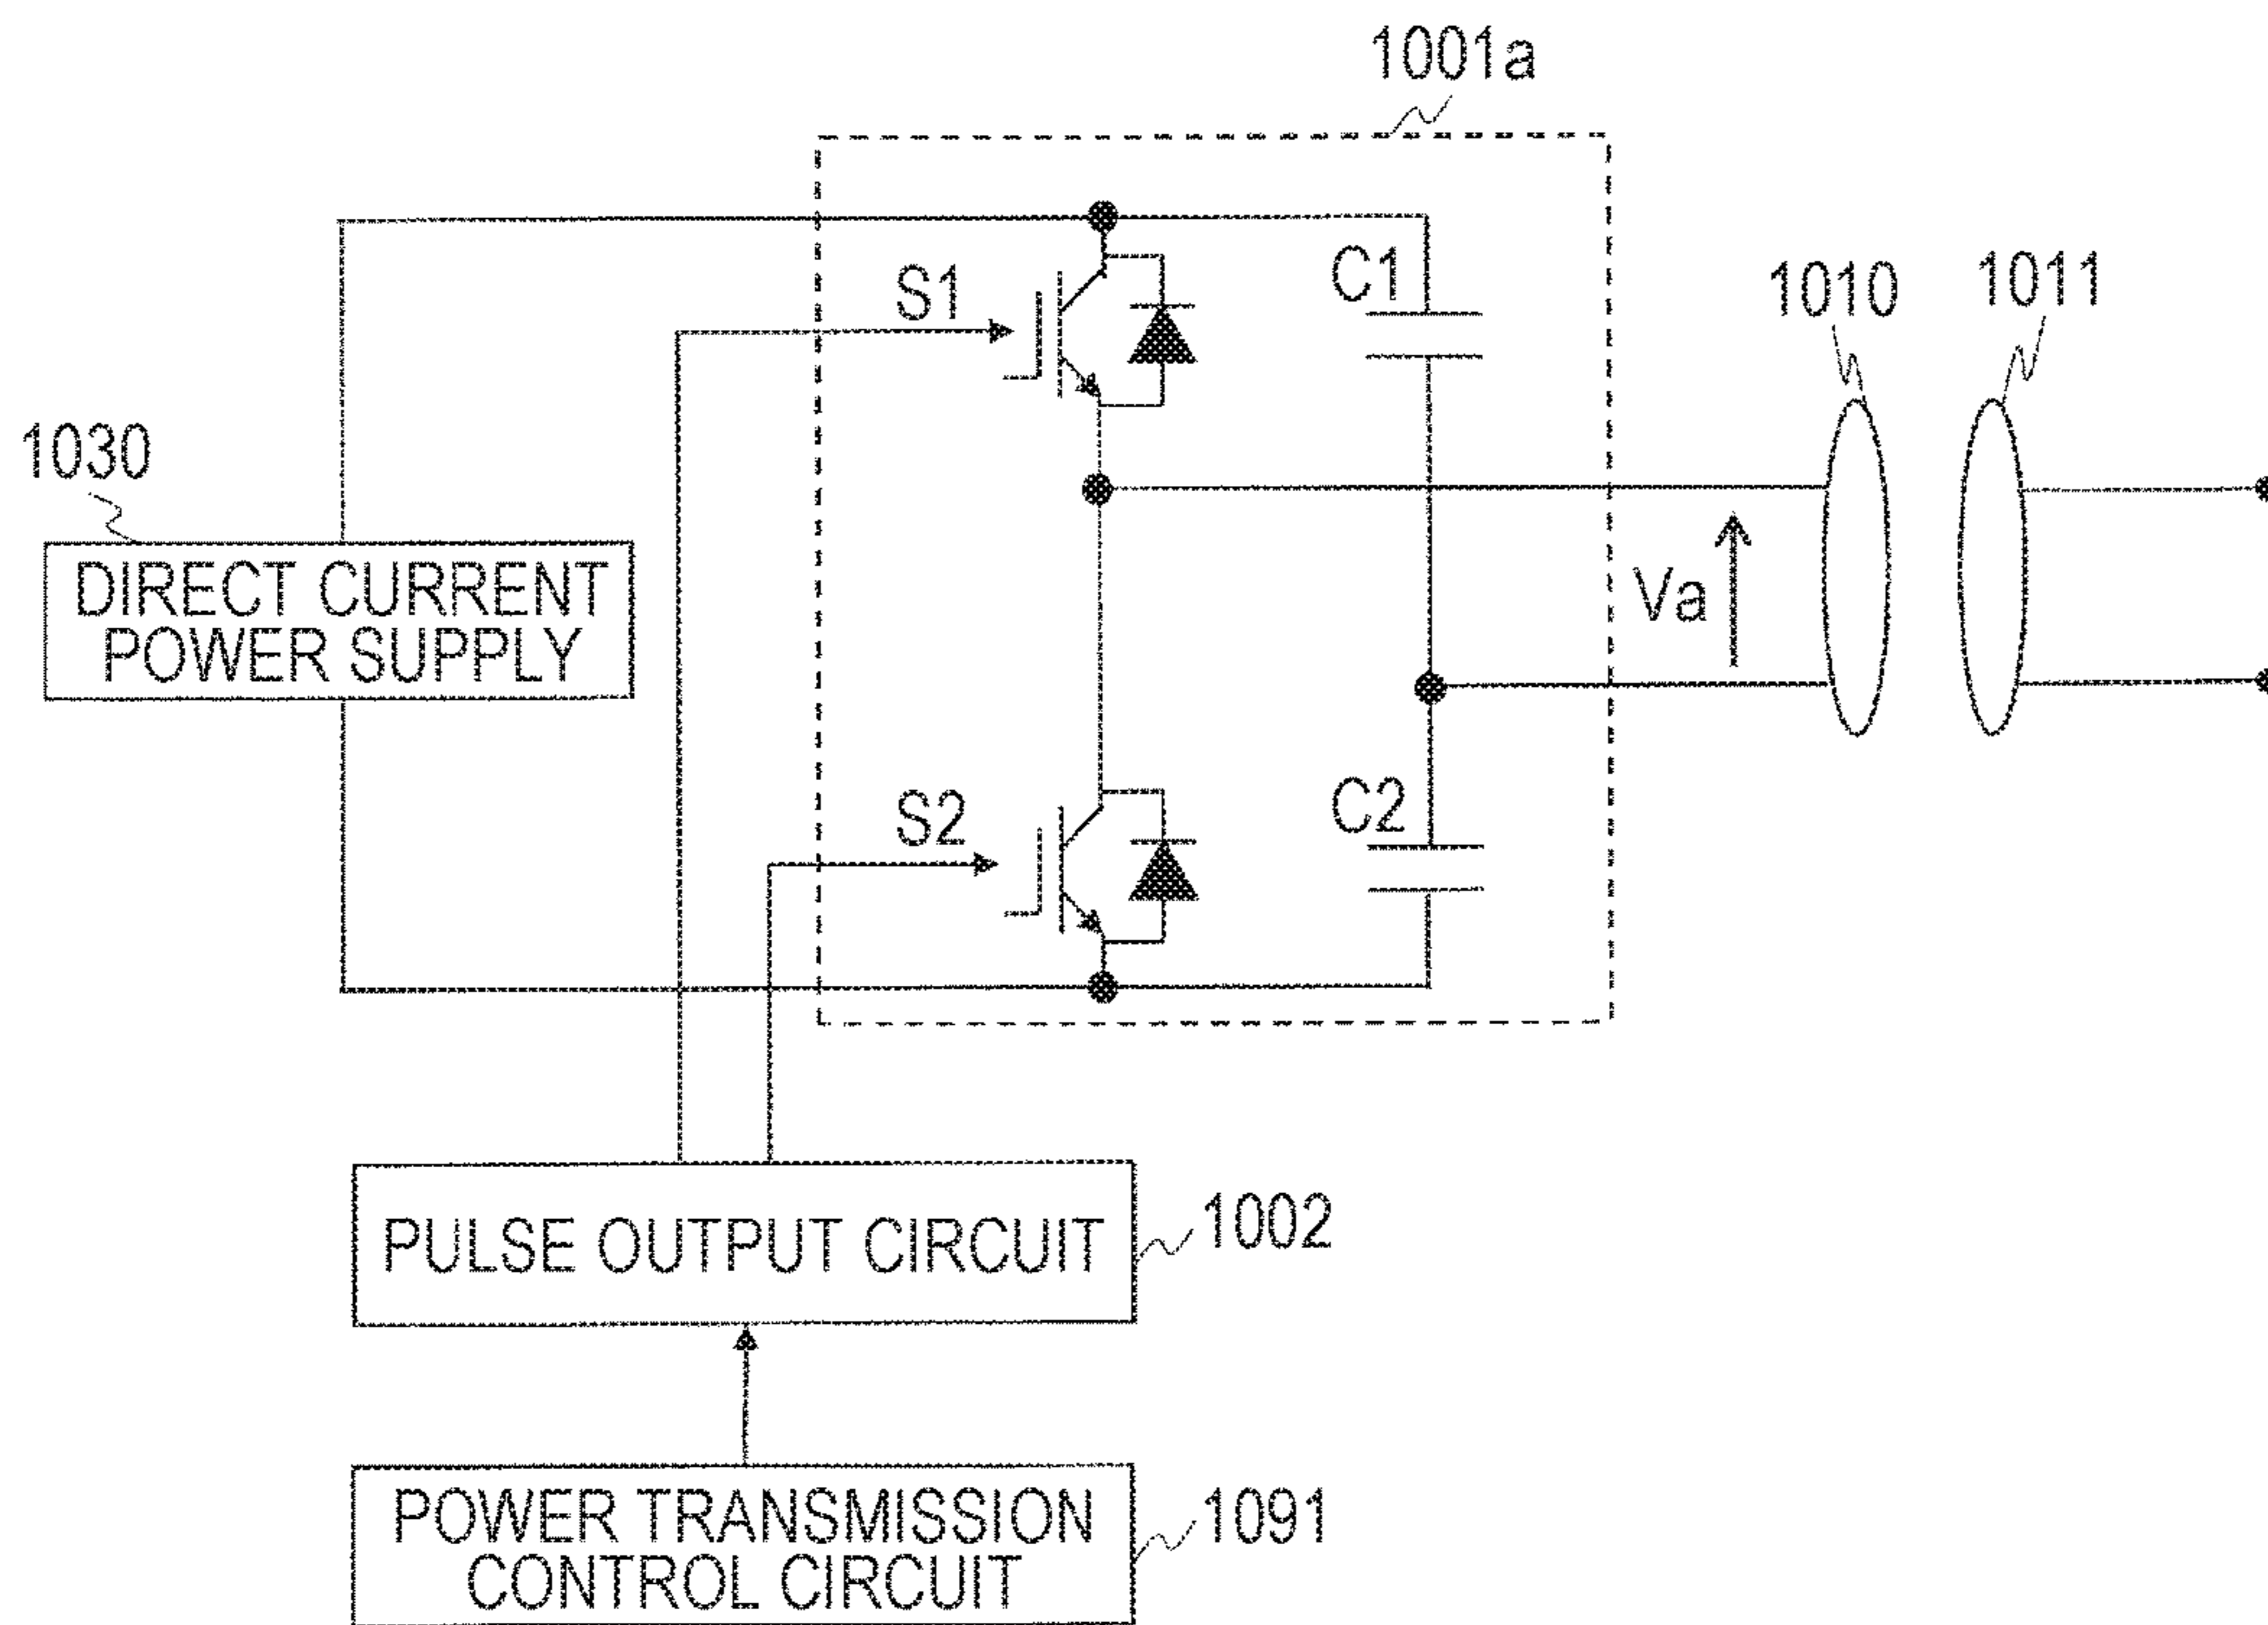 1001a
S1
C1
1010
1011
1030
DIRECT CURRENT
POWER SUPPLY
Va
S2
C2
PULSE OUTPUT CIRCUIT
1002
POWER TRANSMISSION
CONTROL CIRCUIT
1091